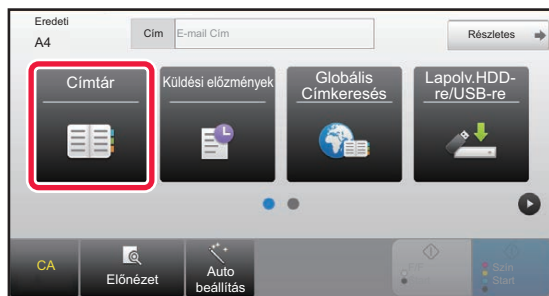 Eredeti
A4
Cím
E-mail Cím
Részletes
Címtár
Küldési előzmények
Globális
Címkeresés
Lapolv.HDD-
re/USB-re
CA
Előnézet
Auto
beállítás
Szín
Start